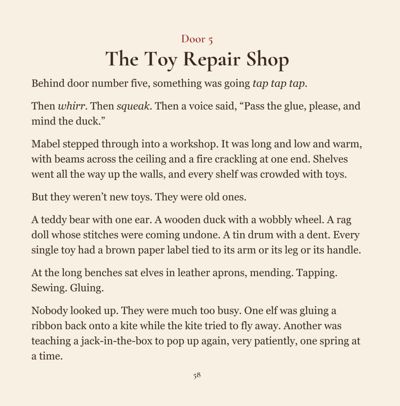 Door 5
The Toy Repair Shop
Behind door number five, something was going tap tap tap.
Then whirr. Then squeak. Then a voice said, “Pass the glue, please, and
mind the duck.”
Mabel stepped through into a workshop. It was long and low and warm,
with beams across the ceiling and a fire crackling at one end. Shelves
went all the way up the walls, and every shelf was crowded with toys.
But they weren’t new toys. They were old ones.
A teddy bear with one ear. A wooden duck with a wobbly wheel. A rag
doll whose stitches were coming undone. A tin drum with a dent. Every
single toy had a brown paper label tied to its arm or its leg or its handle.
At the long benches sat elves in leather aprons, mending. Tapping.
Sewing. Gluing.
Nobody looked up. They were much too busy. One elf was gluing a
ribbon back onto a kite while the kite tried to fly away. Another was
teaching a jack-in-the-box to pop up again, very patiently, one spring at
a time.
58